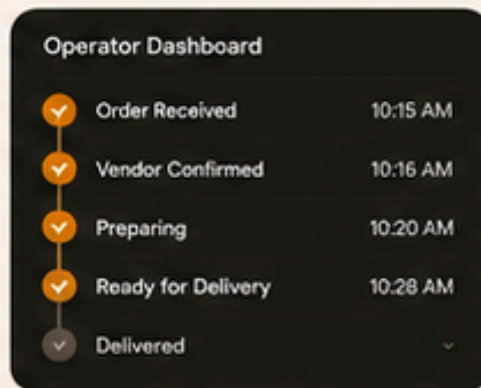 Operator Dashboard
Order Received 10:15 AM
Vendor Confirmed 10:16 AM
Preparing 10:20 AM
Ready for Delivery 10:28 AM
Delivered